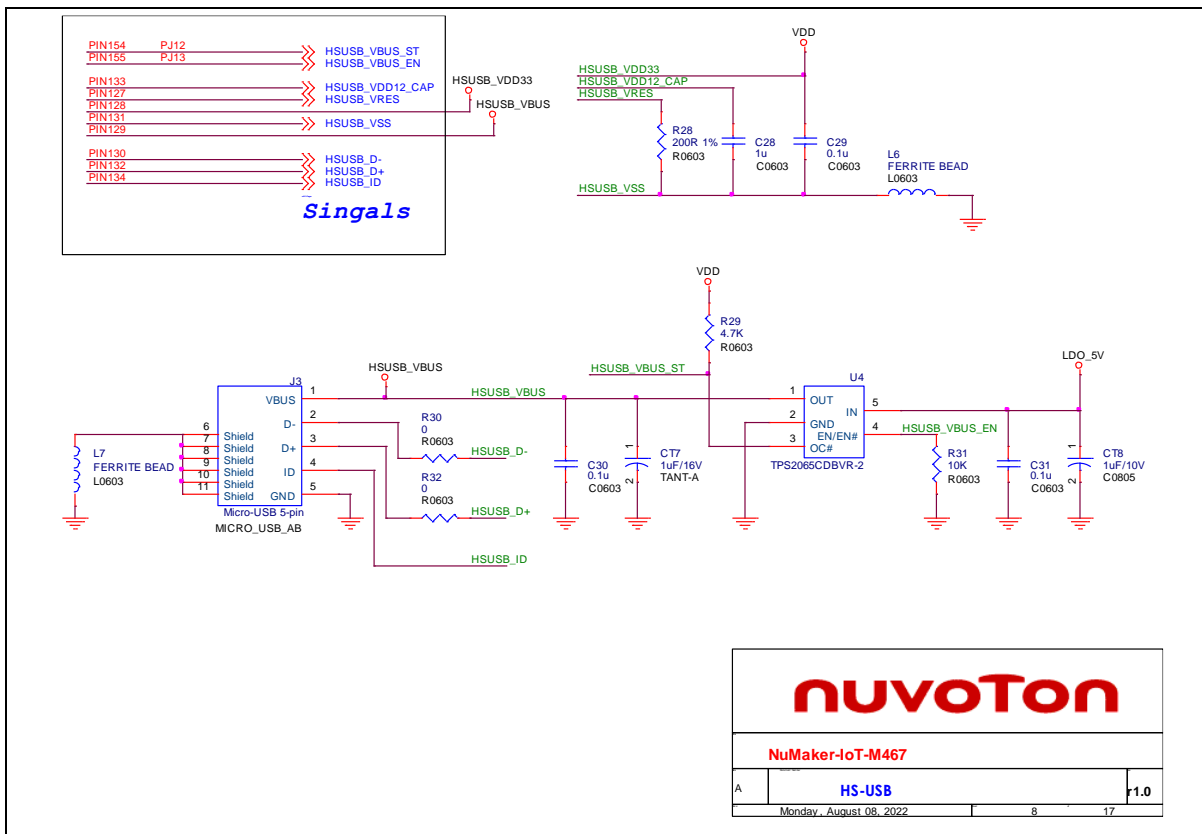 PIN154 PJ12 HSUSB_VBUS_ST
PIN155 PJ13 HSUSB_VBUS_EN
PIN133 HSUSB_VDD12_CAP
PIN127 HSUSB_VRES
PIN128 HSUSB_VDD33
PIN131 HSUSB_VSS
PIN129 HSUSB_VBUS
PIN130 HSUSB_D-
PIN132 HSUSB_D+
PIN134 HSUSB_ID
Singals
VDD
HSUSB_VDD33
HSUSB_VDD12_CAP
HSUSB_VRES
R28
200R 1%
R0603
C28
1u
C0603
C29
0.1u
C0603
L6
FERRITE BEAD
L0603
HSUSB_VSS
VDD
R29
4.7K
R0603
HSUSB_VBUS_ST
HSUSB_VBUS
HSUSB_VBUS
J3
VBUS 1
D- 2
D+ 3
ID 4
GND 5
6 Shield
7 Shield
8 Shield
9 Shield
10 Shield
11 Shield
Micro-USB 5-pin
MICRO_USB_AB
L7
FERRITE BEAD
L0603
R30
0
R0603
HSUSB_D-
R32
0
R0603
HSUSB_D+
HSUSB_ID
C30
0.1u
C0603
1
CT7
1uF/16V
2
TANT-A
U4
1 OUT
2 GND
3 OC#
IN 5
EN/EN# 4
TPS2065CDBVR-2
HSUSB_VBUS_EN
R31
10K
R0603
LDO_5V
C31
0.1u
C0603
1
CT8
1uF/10V
2
C0805
nuvoTon
NuMaker-IoT-M467
A HS-USB r1.0
Monday, August 08, 2022 8 17